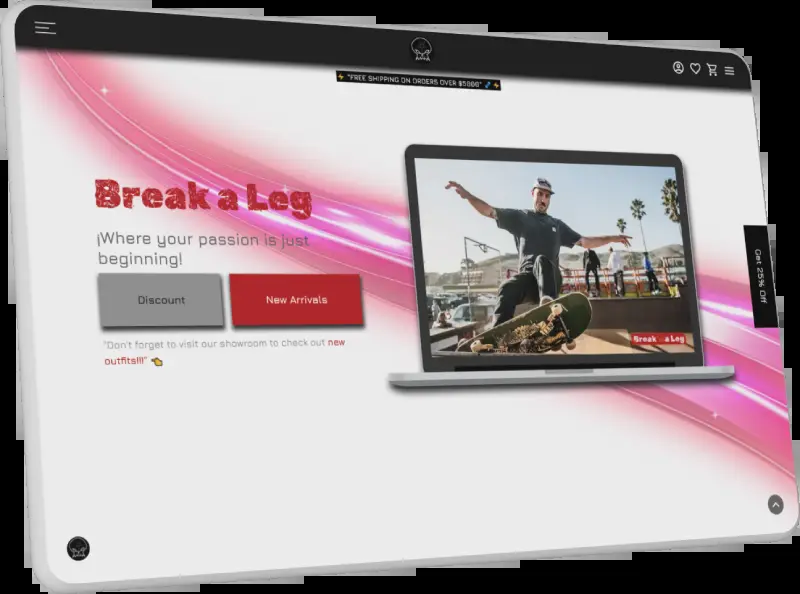 "FREE SHIPPING ON ORDERS OVER $5000"
Break a Leg
¡Where your passion is just
beginning!
Discount
New Arrivals
"Don't forget to visit our showroom to check out new
outfits!!!"
Break a Leg
Get 25% Off